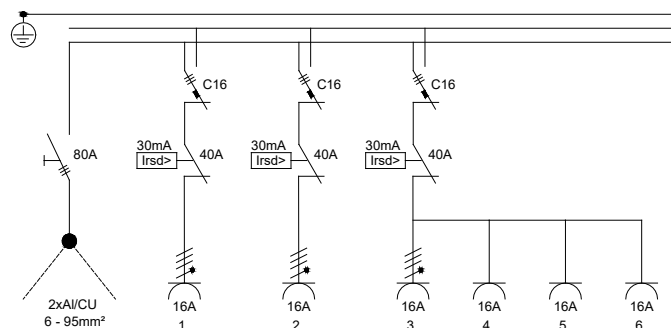 C16 C16 C16
30mA 30mA 30mA
80A Irsd> 40A Irsd> 40A Irsd> 40A
2xAl/CU 16A 16A 16A 16A 16A 16A
6 - 95mm² 1 2 3 4 5 6